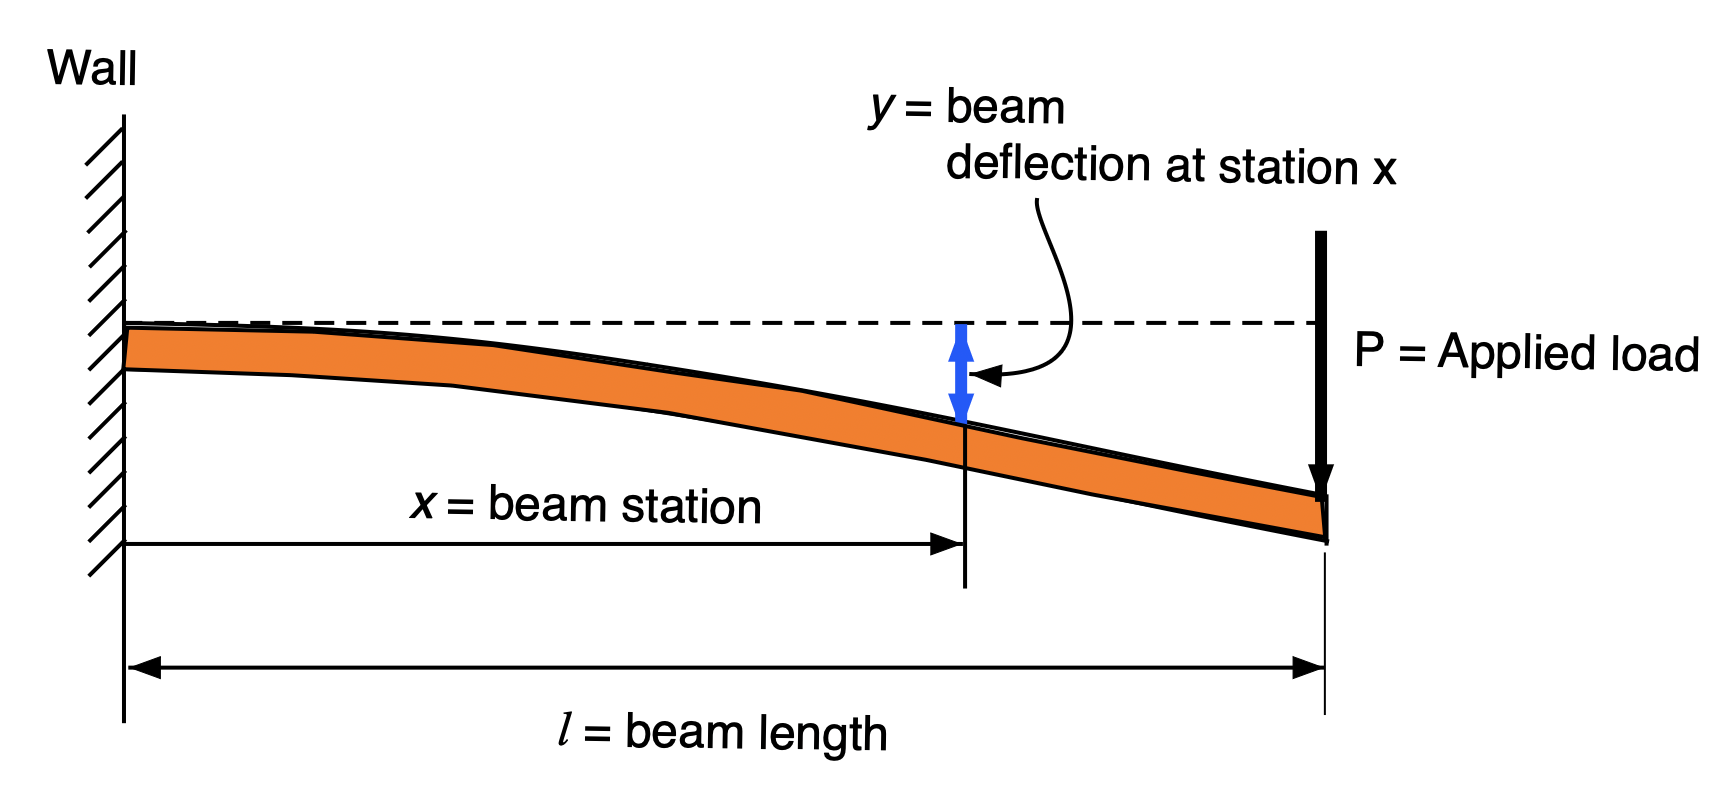 Wall
y = beam
deflection at station x
P = Applied load
x = beam station
l = beam length